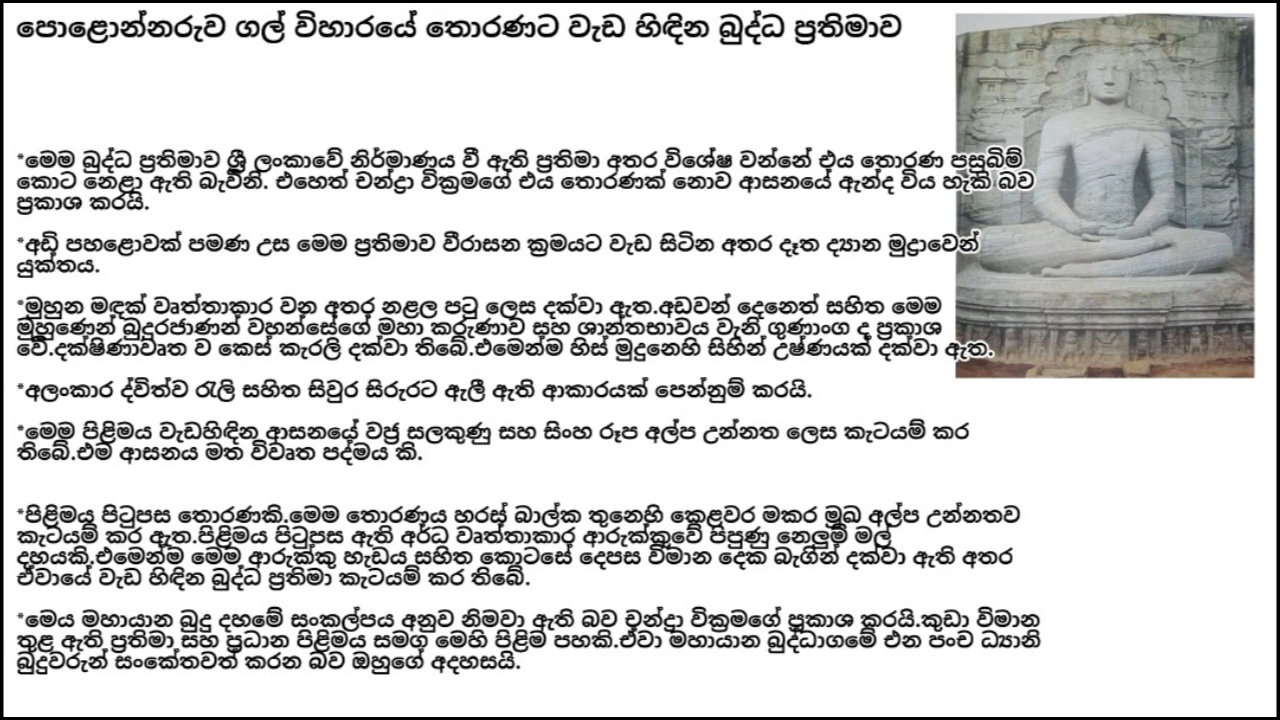 පොළොන්නරුව ගල් විහාරයේ තොරණට වැඩ හිඳින බුද්ධ ප්‍රතිමාව
*මෙම බුද්ධ ප්‍රතිමාව ශ්‍රී ලංකාවේ නිර්මාණය වී ඇති ප්‍රතිමා අතර විශේෂ වන්නේ එය තොරණ පසුබිම්
කොට නෙළා ඇති බැවිනි. එහෙත් චන්ද්‍රා වික්‍රමගේ එය තොරණක් නොව ආසනයේ ඇන්ද විය හැකි බව
ප්‍රකාශ කරයි.
*අඩි පහළොවක් පමණ උස මෙම ප්‍රතිමාව වීරාසන ක්‍රමයට වැඩ සිටින අතර දෑත ද්‍යාන මුද්‍රාවෙන්
යුක්තය.
*මුහුන මඳක් වෘත්තාකාර වන අතර නළල පටු ලෙස දක්වා ඇත.අඩවන් දෙනෙත් සහිත මෙම
මුහුණෙන් බුදුරජාණන් වහන්සේගේ මහා කරුණාව සහ ශාන්තභාවය වැනි ගුණාංග ද ප්‍රකාශ
වේ.දක්ෂිණාවෘත ව කෙස් කැරලි දක්වා තිබේ.එමෙන්ම හිස් මුදුනෙහි සිහින් උෂ්ණයක් දක්වා ඇත.
*අලංකාර ද්විත්ව රැලි සහිත සිවුර සිරුරට ඇලී ඇති ආකාරයක් පෙන්නුම් කරයි.
*මෙම පිළිමය වැඩහිඳින ආසනයේ වජ්‍ර සලකුණු සහ සිංහ රූප අල්ප උන්නත ලෙස කැටයම් කර
තිබේ.එම ආසනය මත විවෘත පද්මය කි.
*පිළිමය පිටුපස තොරණකි.මෙම තොරණය හරස් බාල්ක තුනෙහි කෙළවර මකර මුඛ අල්ප උන්නතව
කැටයම් කර ඇත.පිළිමය පිටුපස ඇති අර්ධ වෘත්තාකාර ආරුක්කුවේ පිපුණු නෙලුම් මල්
දහයකි.එමෙන්ම මෙම ආරුක්කු හැඩය සහිත කොටසේ දෙපස විමාන දෙක බැගින් දක්වා ඇති අතර
ඒවායේ වැඩ හිඳින බුද්ධ ප්‍රතිමා කැටයම් කර තිබේ.
*මෙය මහායාන බුදු දහමේ සංකල්පය අනුව නිමවා ඇති බව චන්ද්‍රා වික්‍රමගේ ප්‍රකාශ කරයි.කුඩා විමාන
තුළ ඇති ප්‍රතිමා සහ ප්‍රධාන පිළිමය සමග මෙහි පිළිම පහකි.ඒවා මහායාන බුද්ධාගමේ එන පංච ධ්‍යානි
බුදුවරුන් සංකේතවත් කරන බව ඔහුගේ අදහසයි.